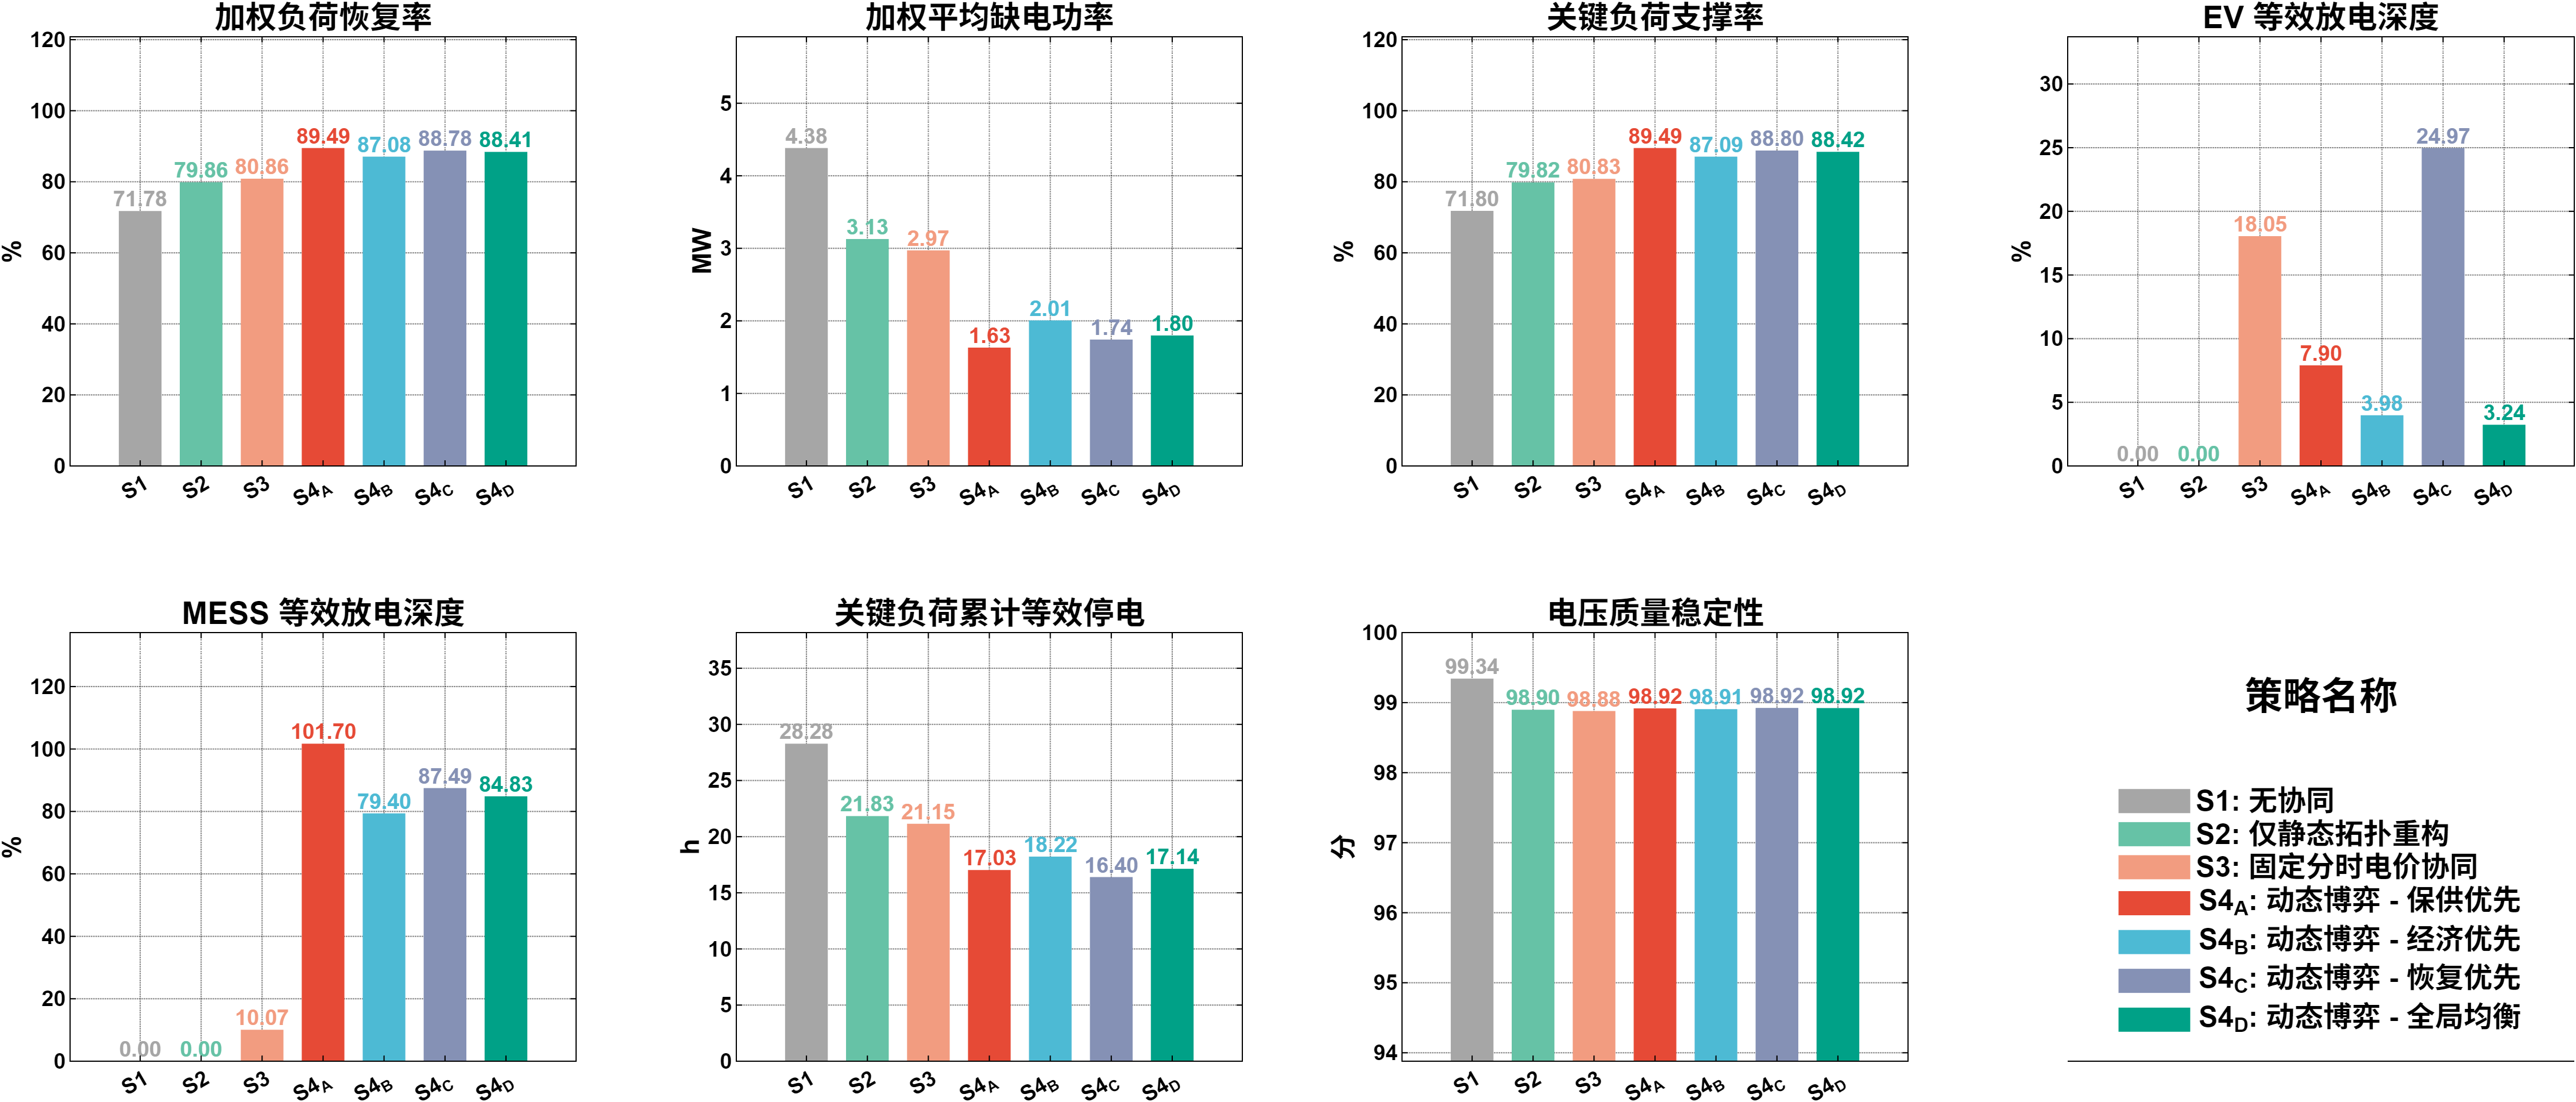 加权负荷恢复率
120
100
80
60
40
20
0
%
71.78
79.86
80.86
89.49
87.08
88.78
88.41
S1
S2
S3
S4A
S4B
S4C
S4D
加权平均缺电功率
5
4
3
2
1
0
MW
4.38
3.13
2.97
1.63
2.01
1.74
1.80
S1
S2
S3
S4A
S4B
S4C
S4D
关键负荷支撑率
120
100
80
60
40
20
0
%
71.80
79.82
80.83
89.49
87.09
88.80
88.42
S1
S2
S3
S4A
S4B
S4C
S4D
EV 等效放电深度
30
25
20
15
10
5
0
%
0.00
0.00
18.05
7.90
3.98
24.97
3.24
S1
S2
S3
S4A
S4B
S4C
S4D
MESS 等效放电深度
120
100
80
60
40
20
0
%
0.00
0.00
10.07
101.70
79.40
87.49
84.83
S1
S2
S3
S4A
S4B
S4C
S4D
关键负荷累计等效停电
35
30
25
20
15
10
5
0
h
28.28
21.83
21.15
17.03
18.22
16.40
17.14
S1
S2
S3
S4A
S4B
S4C
S4D
电压质量稳定性
100
99
98
97
96
95
94
分
99.34
98.90
98.88
98.92
98.91
98.92
98.92
S1
S2
S3
S4A
S4B
S4C
S4D
策略名称
S1: 无协同
S2: 仅静态拓扑重构
S3: 固定分时电价协同
S4A: 动态博弈 - 保供优先
S4B: 动态博弈 - 经济优先
S4C: 动态博弈 - 恢复优先
S4D: 动态博弈 - 全局均衡